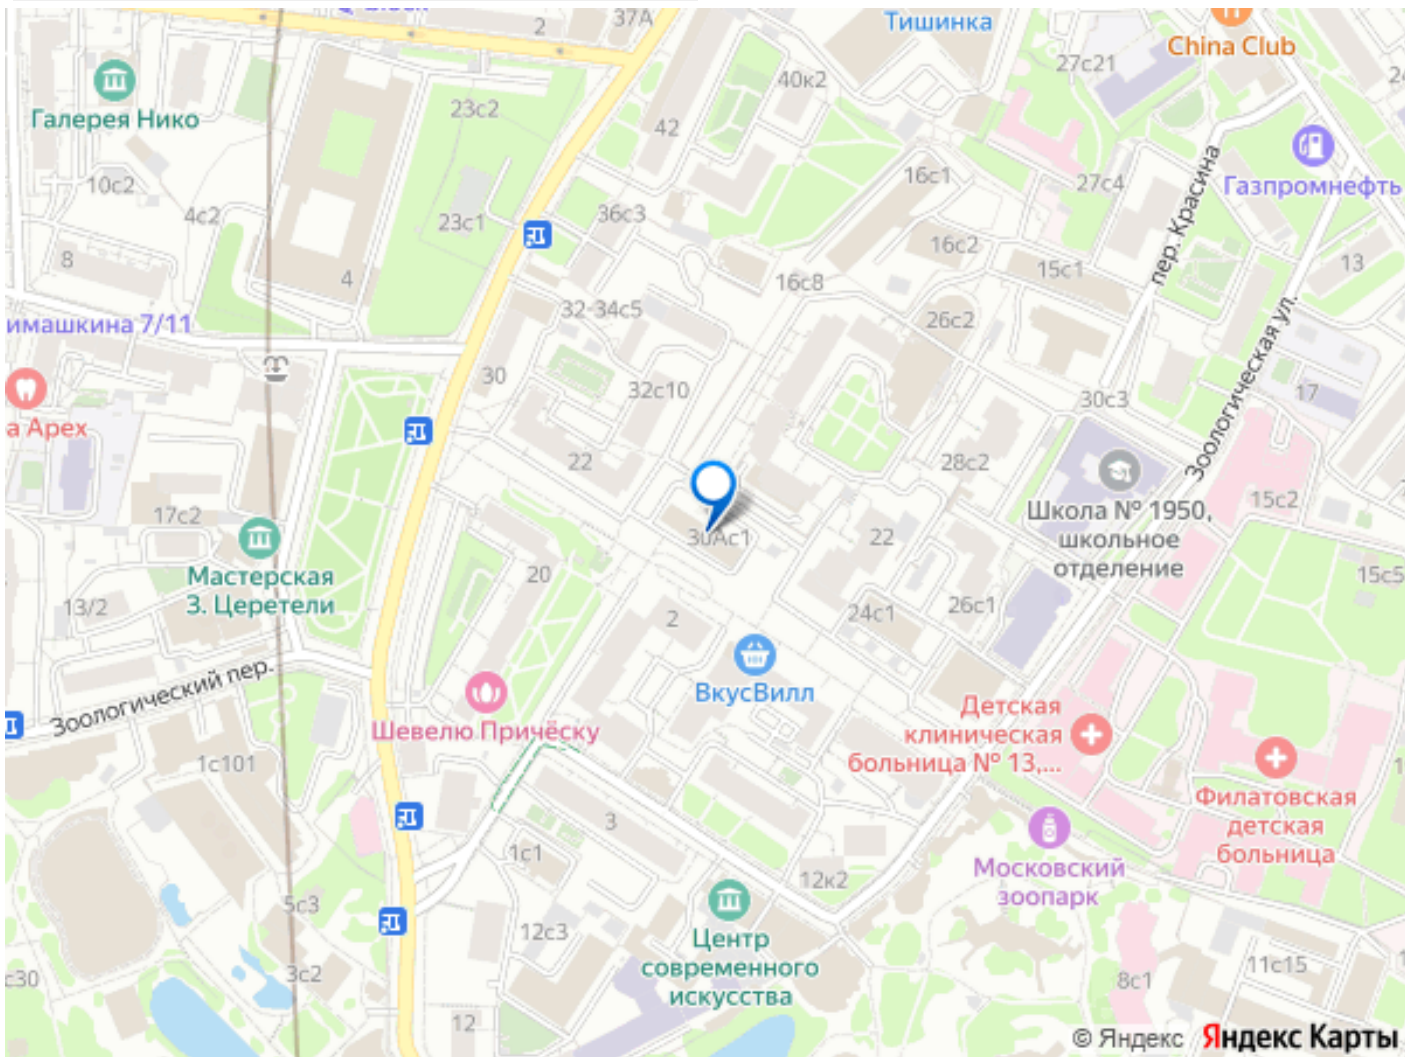 2
37А
Тишинка
China Club
27с21
40к2
Галерея Нико
23с2
42
Газпромнефть
пер. Красина
10с2
4с2
23с1
36с3
16с1
27с4
8
4
16с2
15с1
13
16с8
имашкина 7/11
32-34с5
26с2
Зоологическая ул.
30
32с10
30с3
17
а Арех
22
28с2
15с2
17с2
30Ас1
22
Школа № 1950,
школьное
отделение
Мастерская
З. Церетели
20
15с5
13/2
2
24с1
26с1
Зоологический пер.
ВкусВилл
Шевелю Причёску
Детская
клиническая
больница № 13,...
1с101
Филатовская
детская
больница
3
1с1
12к2
Московский
зоопарк
5с3
12с3
Центр
современного
искусства
3с2
с30
8с1
11с15
12
© Яндекс Яндекс Карты